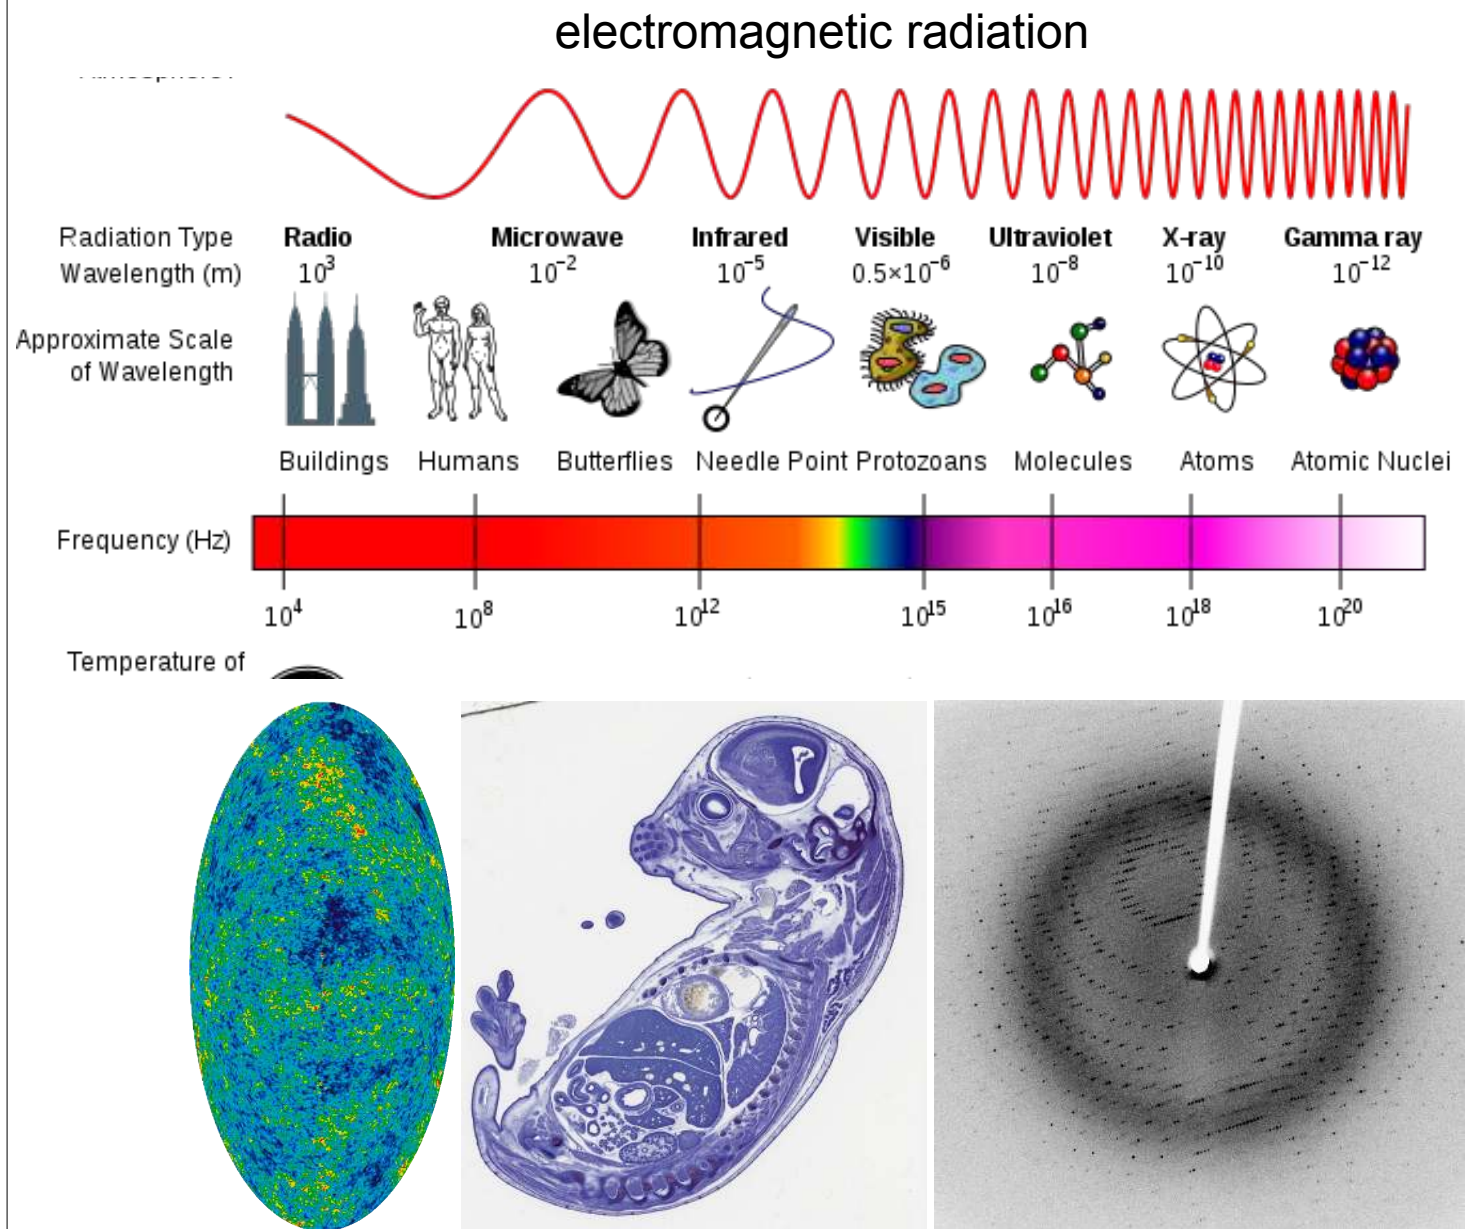 electromagnetic radiation
Radiation Type Radio Microwave Infrared Visible Ultraviolet X-ray Gamma ray
Wavelength (m) 10³ 10⁻² 10⁻⁵ 0.5×10⁻⁶ 10⁻⁸ 10⁻¹⁰ 10⁻¹²
Approximate Scale
of Wavelength
Buildings Humans Butterflies Needle Point Protozoans Molecules Atoms Atomic Nuclei
Frequency (Hz)
10⁴ 10⁸ 10¹² 10¹⁵ 10¹⁶ 10¹⁸ 10²⁰
Temperature of